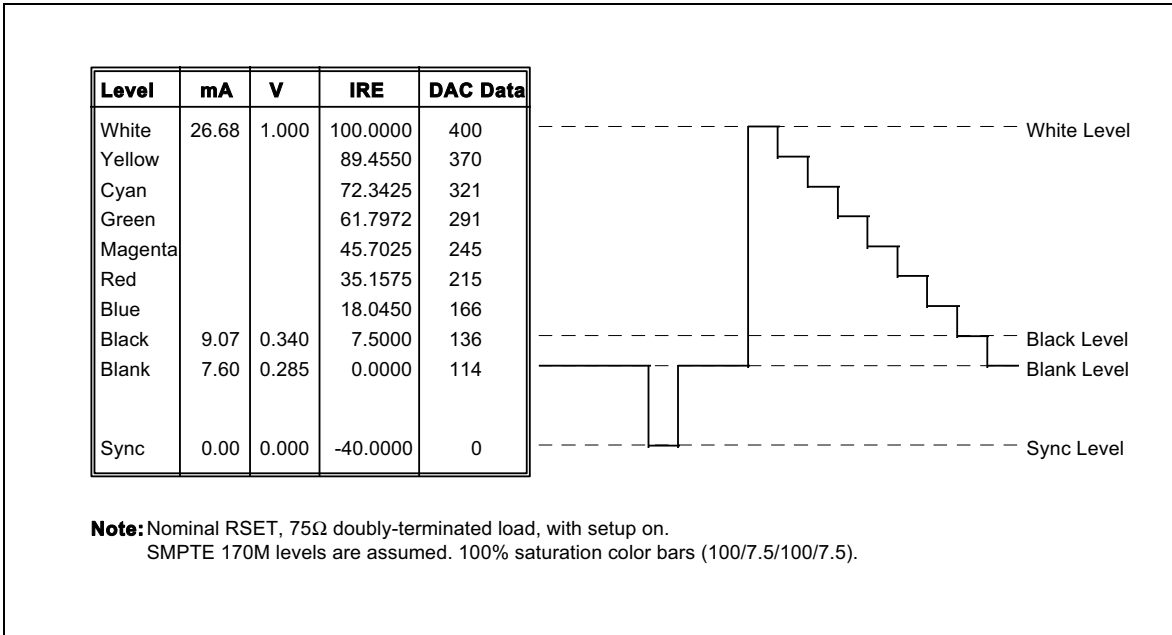 Level mA V IRE DAC Data
White 26.68 1.000 100.0000 400 White Level
Yellow 89.4550 370
Cyan 72.3425 321
Green 61.7972 291
Magenta 45.7025 245
Red 35.1575 215
Blue 18.0450 166
Black 9.07 0.340 7.5000 136 Black Level
Blank 7.60 0.285 0.0000 114 Blank Level
Sync 0.00 0.000 -40.0000 0 Sync Level
Note: Nominal RSET, 75Ω doubly-terminated load, with setup on.
SMPTE 170M levels are assumed. 100% saturation color bars (100/7.5/100/7.5).